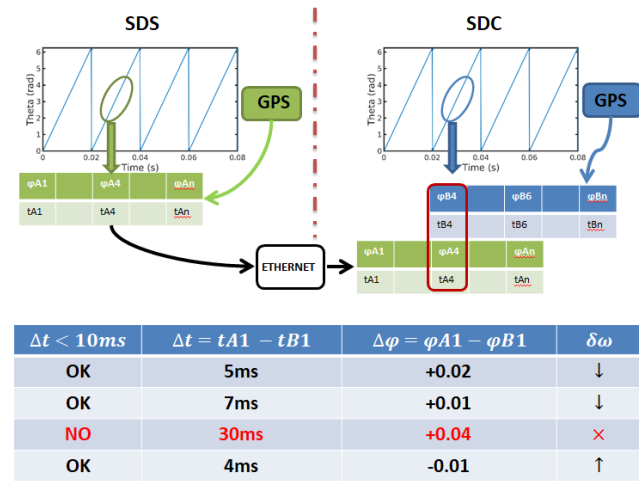 SDS
SDC
Theta (rad)
6
5
4
3
2
1
0
0 0.02 0.04 0.06 0.08
Time (s)
GPS
φA1 φA4 φAn
tA1 tA4 tAn
Theta (rad)
6
5
4
3
2
1
0
0 0.02 0.04 0.06 0.08
Time (s)
GPS
φB4 φB6 φBn
tB4 tB6 tBn
ETHERNET
φA1 φA4 φAn
tA1 tA4 tAn
Δt < 10ms Δt = tA1 − tB1 Δφ = φA1 − φB1 δω
OK 5ms +0.02 ↓
OK 7ms +0.01 ↓
NO 30ms +0.04 ×
OK 4ms -0.01 ↑